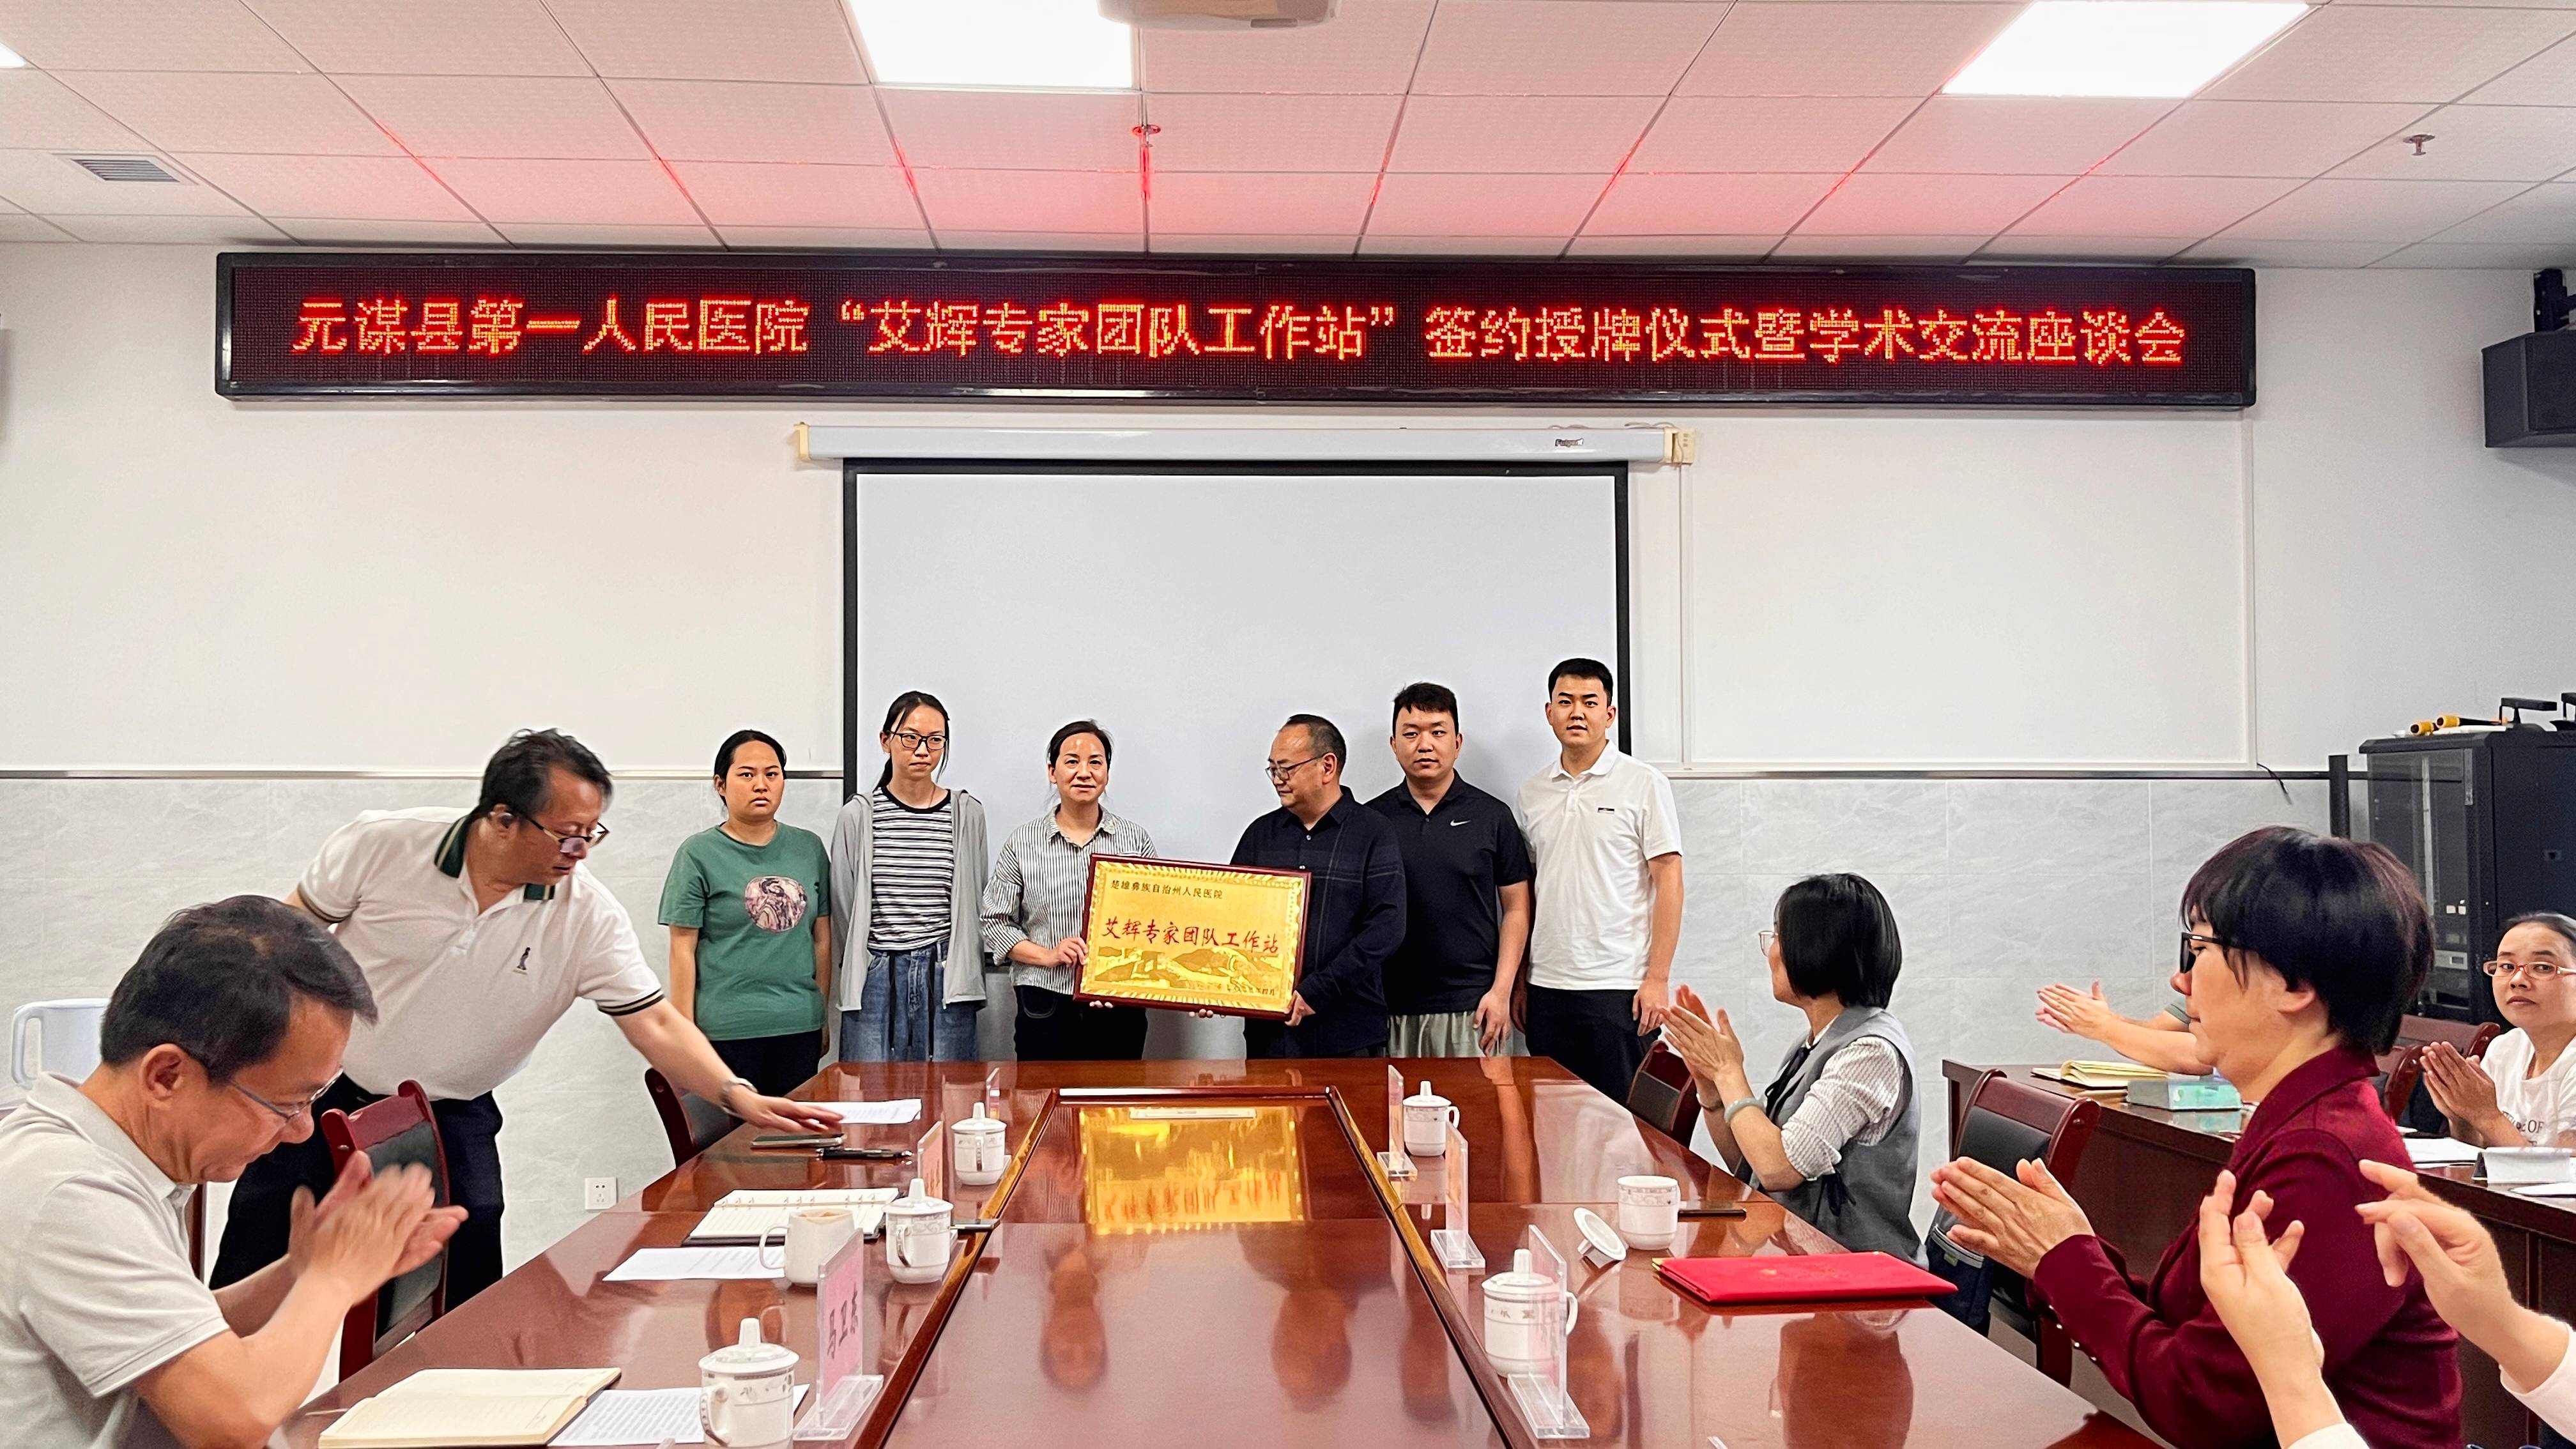 元谋县第一人民医院“艾辉专家团队工作站”签约授牌仪式暨学术交流座谈会
楚雄彝族自治州人民医院
艾辉专家团队工作站
马卫东